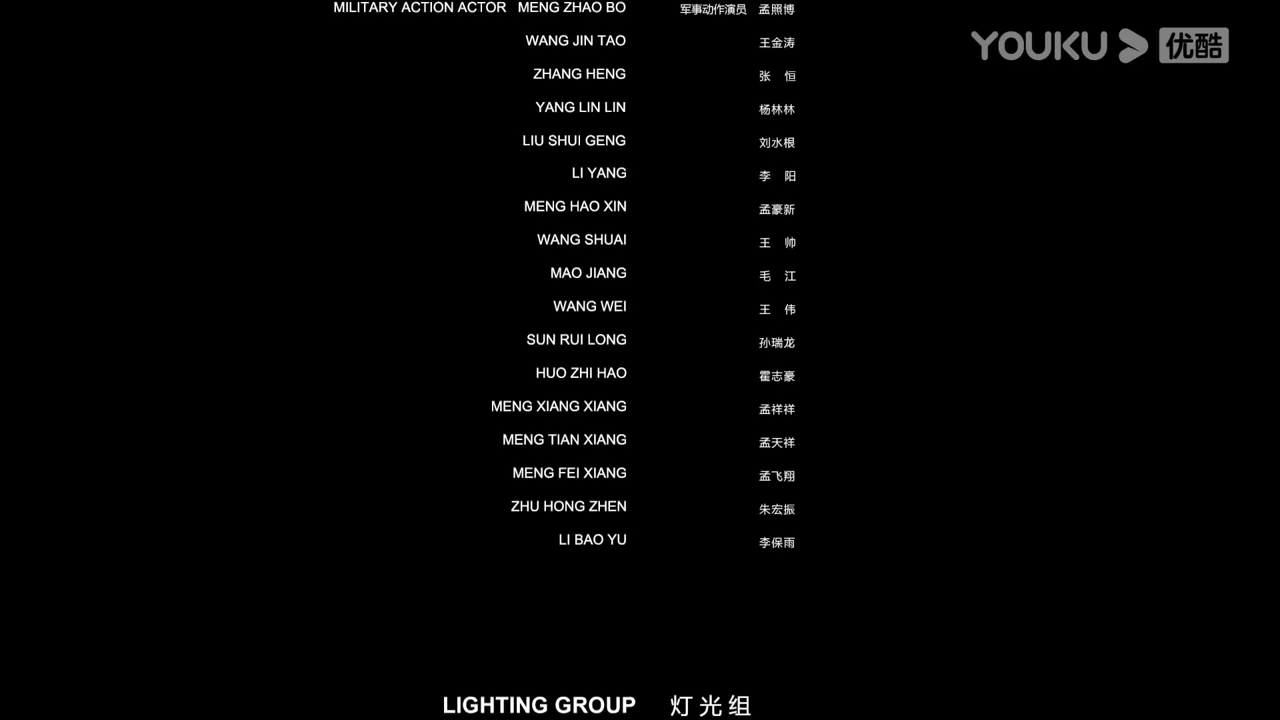 MILITARY ACTION ACTOR MENG ZHAO BO 军事动作演员 孟照博
YOUKU 优酷
WANG JIN TAO 王金涛
ZHANG HENG 张 恒
YANG LIN LIN 杨林林
LIU SHUI GENG 刘水根
LI YANG 李 阳
MENG HAO XIN 孟豪新
WANG SHUAI 王 帅
MAO JIANG 毛 江
WANG WEI 王 伟
SUN RUI LONG 孙瑞龙
HUO ZHI HAO 霍志豪
MENG XIANG XIANG 孟祥祥
MENG TIAN XIANG 孟天祥
MENG FEI XIANG 孟飞翔
ZHU HONG ZHEN 朱宏振
LI BAO YU 李保雨
LIGHTING GROUP 灯光组